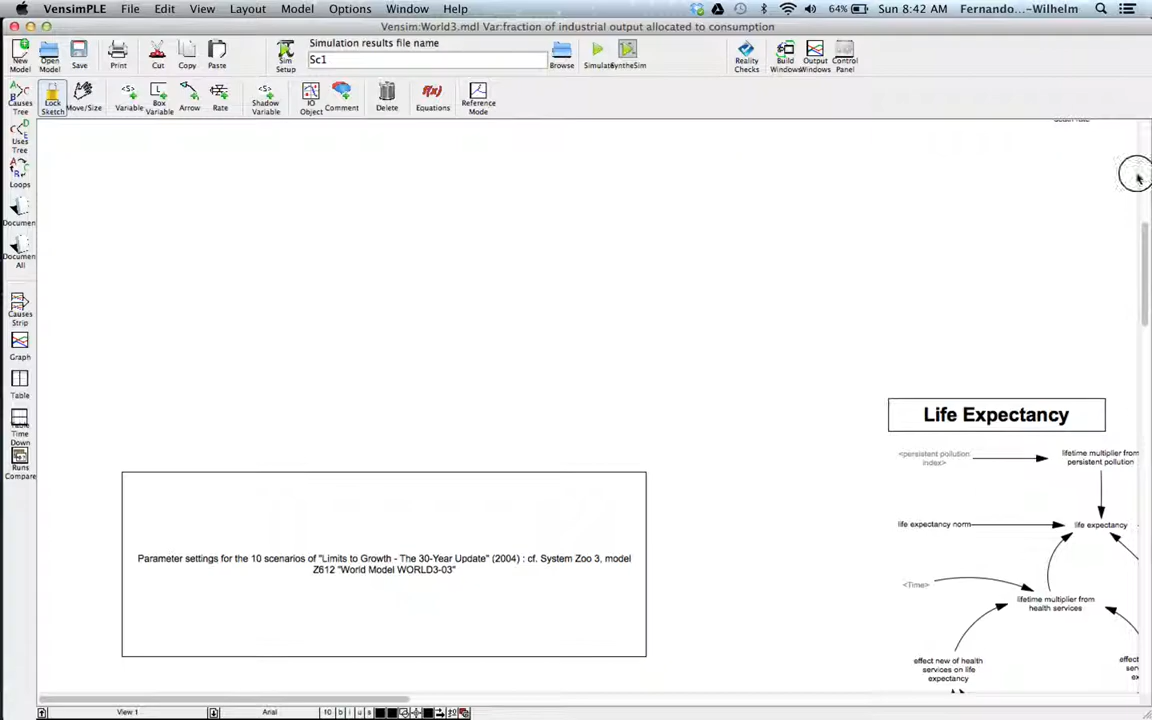 VensimPLE File Edit View Layout Model Options Window Help 64% Sun 8:42 AM Fernando...-Wilhelm
Vensim:World3.mdl Var:fraction of industrial output allocated to consumption
Simulation results file name
New Model
Open Model
Save
Print
Cut
Copy
Paste
Sim Setup
Sc1
Browse
Simulate
SyntheSim
Reality Checks
Build Windows
Output Windows
Control Panel
Causes Tree
Lock Sketch
Move/Size
Variable
Box Variable
Arrow
Rate
Shadow Variable
IO Object
Comment
Delete
Equations
Reference Mode
Uses Tree
Loops
Documen
Documen All
Causes Strip
Graph
Table
Table Time Down
Runs Compare
Life Expectancy
<persistent pollution
index>
lifetime multiplier from
persistent pollution
life expectancy norm
life expectancy
Parameter settings for the 10 scenarios of "Limits to Growth - The 30-Year Update" (2004) : cf. System Zoo 3, model
Z612 "World Model WORLD3-03"
<Time>
lifetime multiplier from
health services
effect new of health
services on life
expectancy
View 1
Arial
10 b i u s